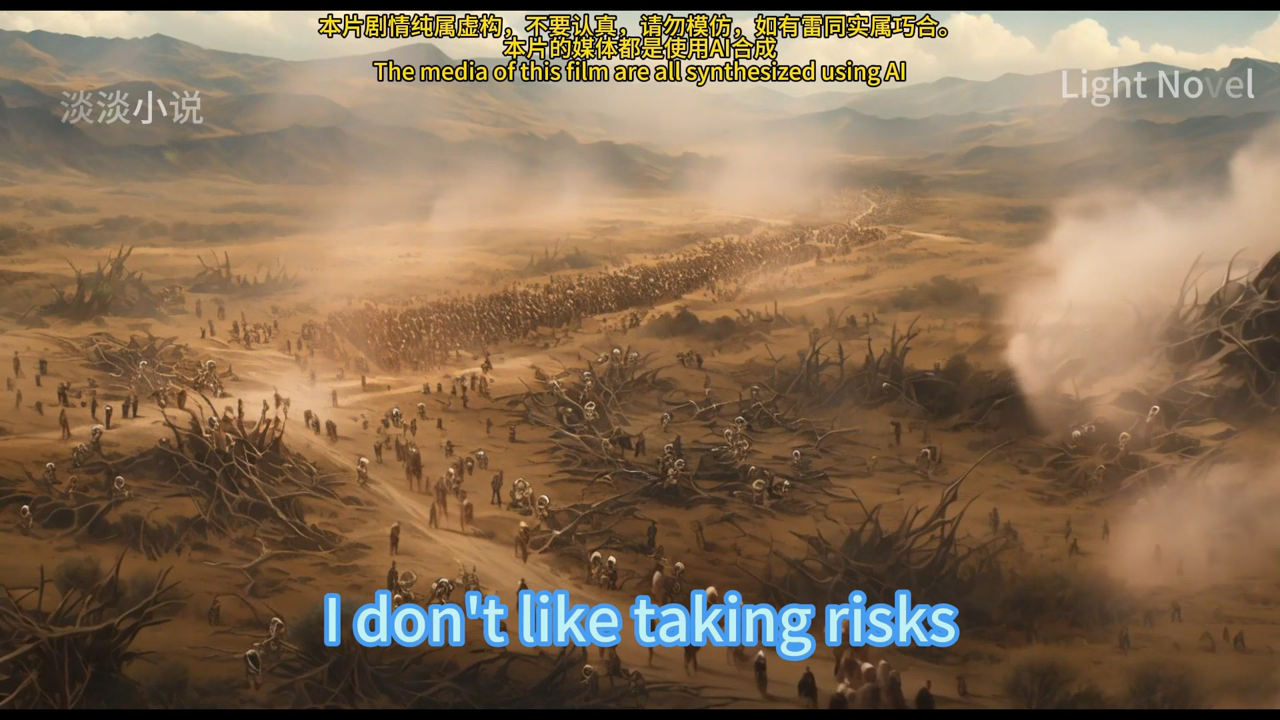 本片剧情纯属虚构，不要认真，请勿模仿，如有雷同实属巧合。
本片的媒体都是使用AI合成
The media of this film are all synthesized using AI
淡淡小说
Light Novel
I don't like taking risks